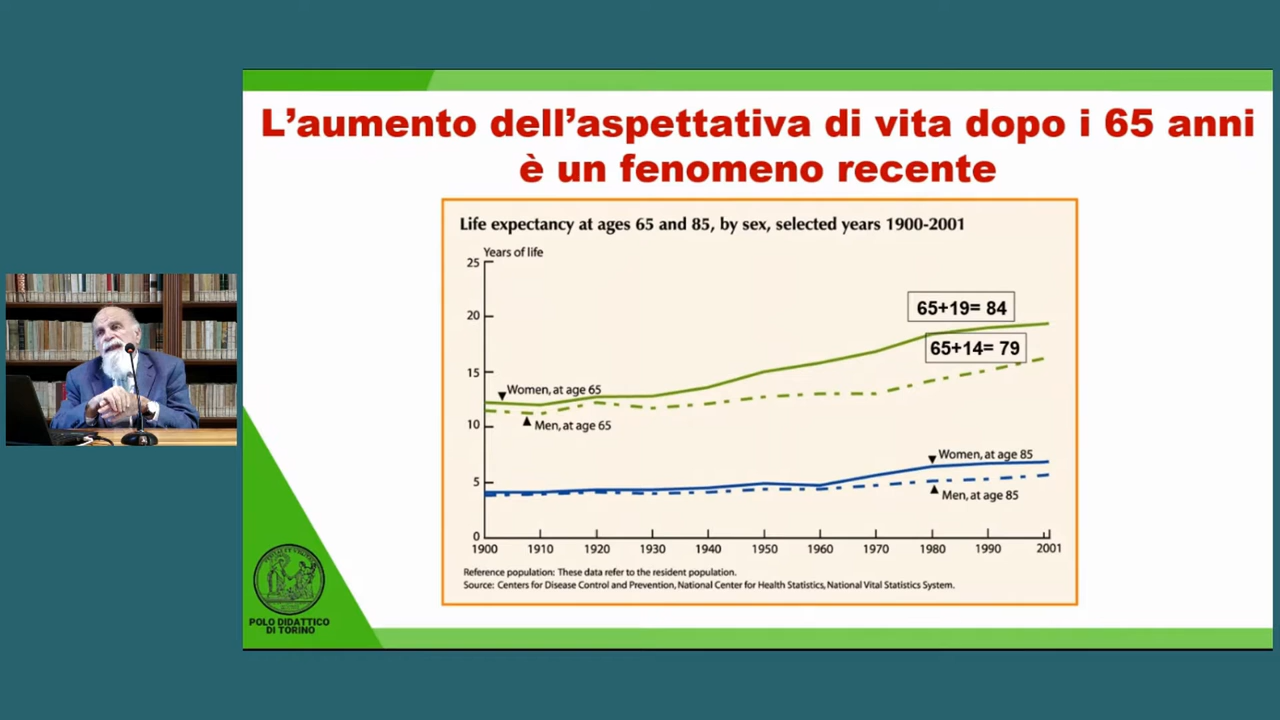 L'aumento dell'aspettativa di vita dopo i 65 anni
è un fenomeno recente
Life expectancy at ages 65 and 85, by sex, selected years 1900-2001
Years of life
25
20
15
10
5
0
65+19= 84
65+14= 79
Women, at age 65
Men, at age 65
Women, at age 85
Men, at age 85
1900 1910 1920 1930 1940 1950 1960 1970 1980 1990 2001
Reference population: These data refer to the resident population.
Source: Centers for Disease Control and Prevention, National Center for Health Statistics, National Vital Statistics System.
POLO DIDATTICO
DI TORINO